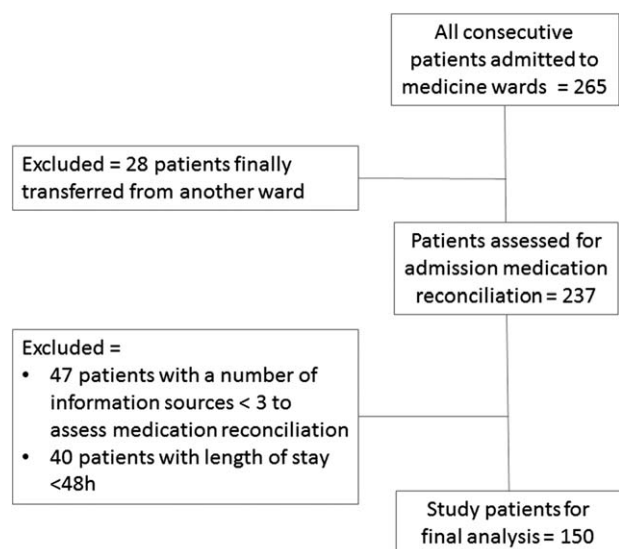 All consecutive
patients admitted to
medicine wards = 265
Excluded = 28 patients finally
transferred from another ward
Patients assessed for
admission medication
reconciliation = 237
Excluded =
• 47 patients with a number of
information sources < 3 to
assess medication reconciliation
• 40 patients with length of stay
<48h
Study patients for
final analysis = 150